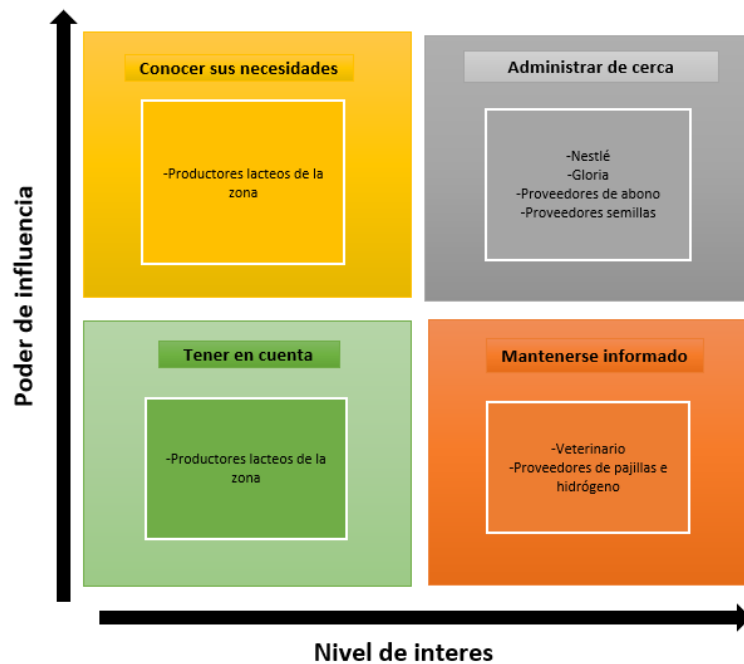 Poder de influencia
Conocer sus necesidades
-Productores lacteos de la
zona
Administrar de cerca
-Nestlé
-Gloria
-Proveedores de abono
-Proveedores semillas
Tener en cuenta
-Productores lacteos de la
zona
Mantenerse informado
-Veterinario
-Proveedores de pajillas e
hidrógeno
Nivel de interes